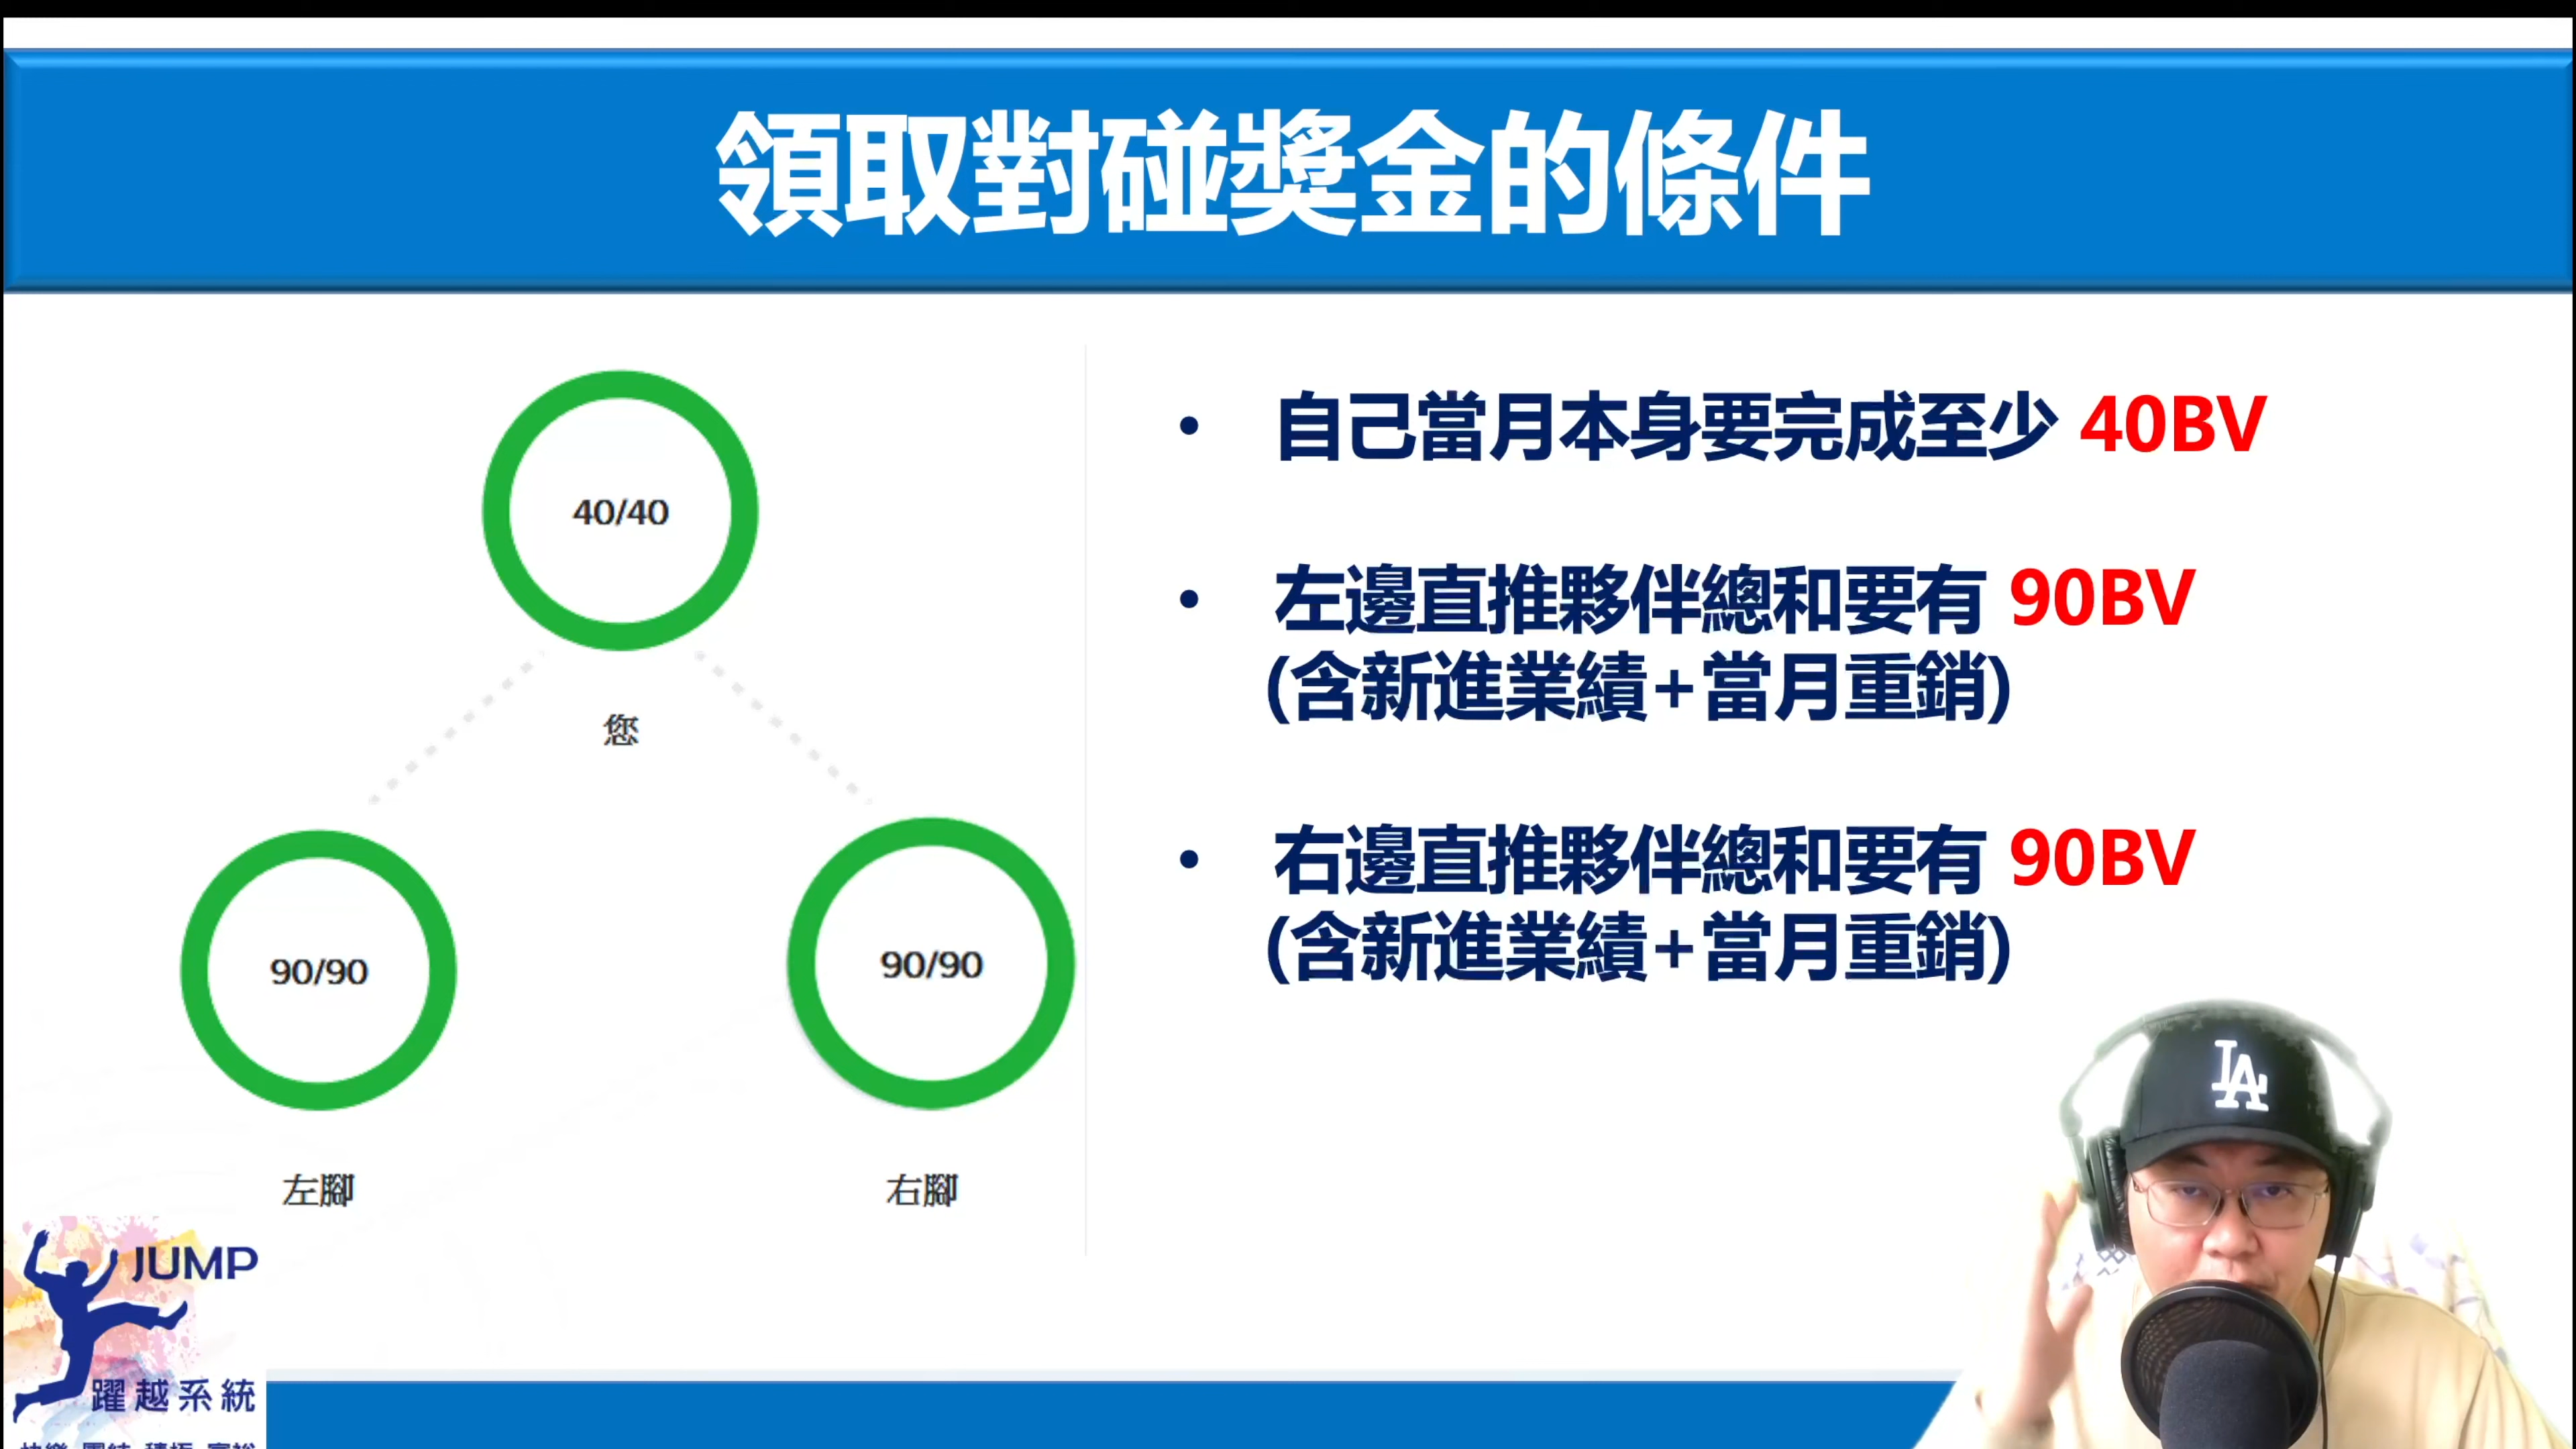 領取對碰獎金的條件
40/40
您
90/90
90/90
左腳
右腳
• 自己當月本身要完成至少 40BV
• 左邊直推夥伴總和要有 90BV
(含新進業績+當月重銷)
• 右邊直推夥伴總和要有 90BV
(含新進業績+當月重銷)
LA
JUMP
躍越系統